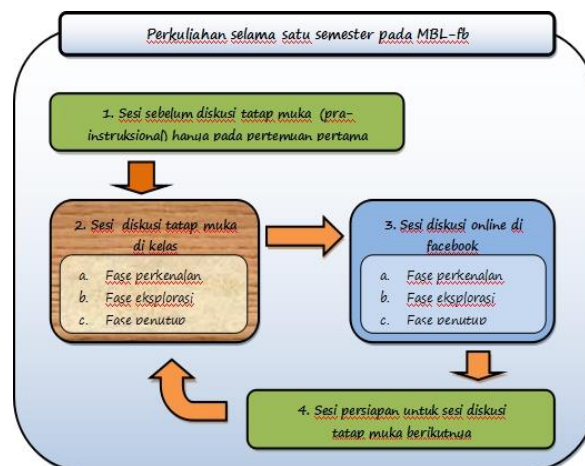 Perkuliahan selama satu semester pada MBL-fb
1. Sesi sebelum diskusi tatap muka (pra-
instruksional) hanya pada pertemuan pertama
2. Sesi diskusi tatap muka
di kelas
a. Fase perkenalan
b. Fase eksplorasi
c. Fase penutup
3. Sesi diskusi online di
facebook
a. Fase perkenalan
b. Fase eksplorasi
c. Fase penutup
4. Sesi persiapan untuk sesi diskusi
tatap muka berikutnya